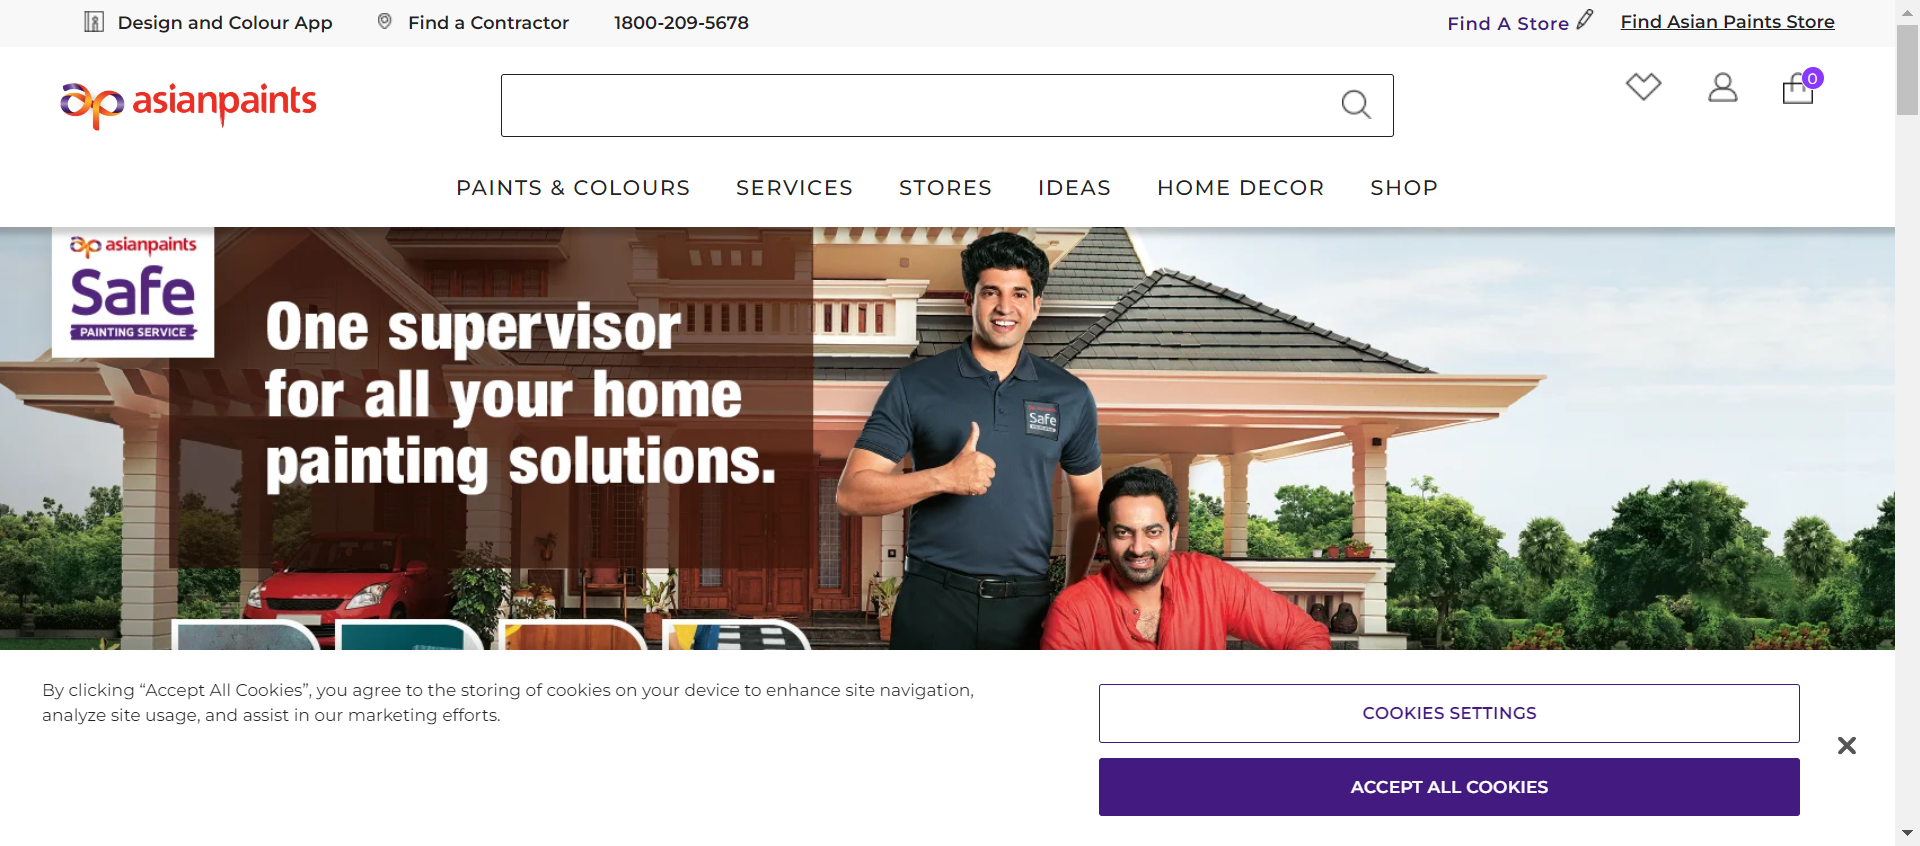 Design and Colour App
Find a Contractor
1800-209-5678
Find A Store
Find Asian Paints Store
asianpaints
0
PAINTS & COLOURS
SERVICES
STORES
IDEAS
HOME DECOR
SHOP
asianpaints
Safe
PAINTING SERVICE
One supervisor
for all your home
painting solutions.
Safe
By clicking “Accept All Cookies”, you agree to the storing of cookies on your device to enhance site navigation,
analyze site usage, and assist in our marketing efforts.
COOKIES SETTINGS
ACCEPT ALL COOKIES